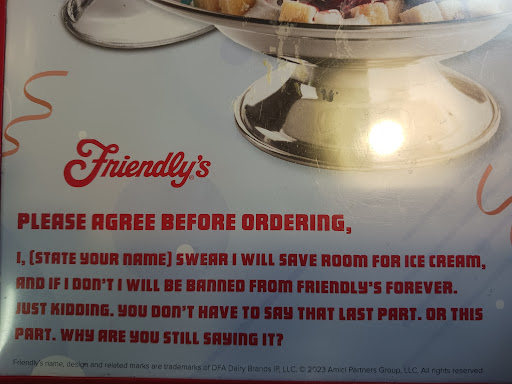 Friendly's®
PLEASE AGREE BEFORE ORDERING,
I, (STATE YOUR NAME) SWEAR I WILL SAVE ROOM FOR ICE CREAM,
AND IF I DON'T I WILL BE BANNED FROM FRIENDLY'S FOREVER.
JUST KIDDING. YOU DON'T HAVE TO SAY THAT LAST PART. OR THIS
PART. WHY ARE YOU STILL SAYING IT?
Friendly's name, design and related marks are trademarks of DFA Dairy Brands IP, LLC. © 2023 Amici Partners Group, LLC. All rights reserved